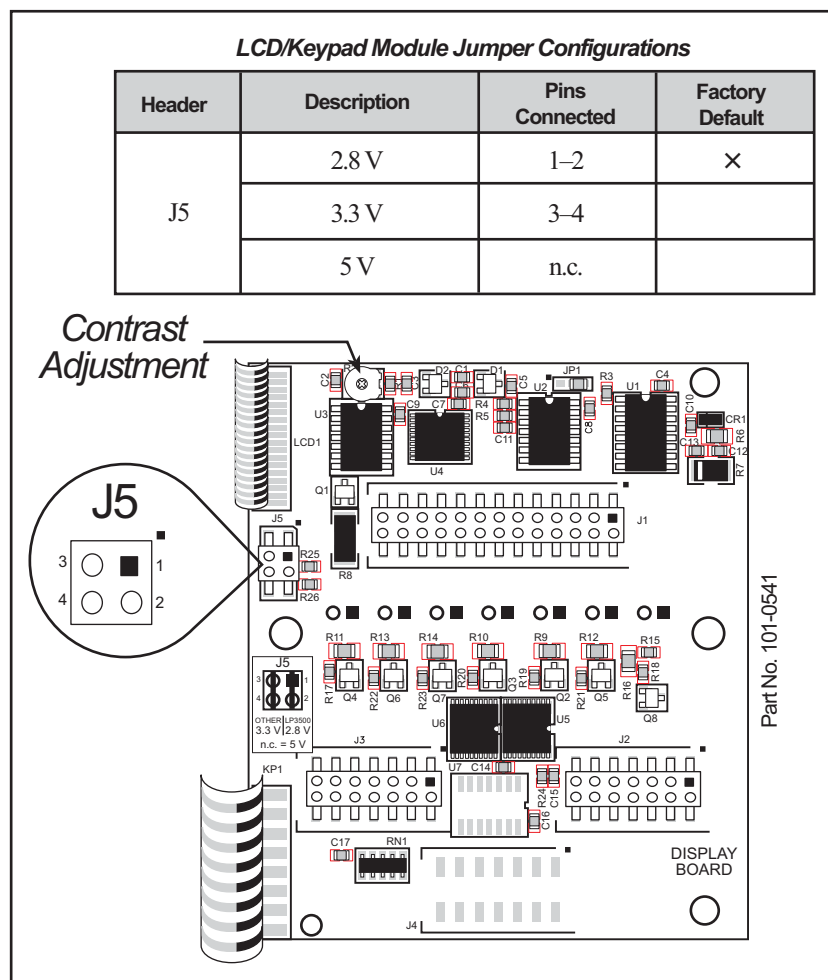 LCD/Keypad Module Jumper Configurations
Header Description Pins Connected Factory Default
J5
2.8 V 1–2 ×
3.3 V 3–4
5 V n.c.
Contrast
Adjustment
C2
D2
C1
D1
C5
U2
JP1
R3
U1
C4
U3
C9
C7
R4
R5
C11
C8
C10
CR1
R6
LCD1
U4
C13
C12
R7
Q1
J5
3
1
4
2
J5
R25
R26
R8
J1
Part No. 101-0541
R11
R13
R14
R10
R9
R12
R15
R17
Q4
R22
Q6
R23
Q7
R20
Q3
R19
Q2
R21
Q5
R16
R18
Q8
J5
3 1
4 2
OTHER LP3500
3.3 V 2.8 V
n.c. = 5 V
U6
U5
J3
J2
KP1
C14
U7
R24
C15
C16
C17
RN1
DISPLAY
BOARD
J4